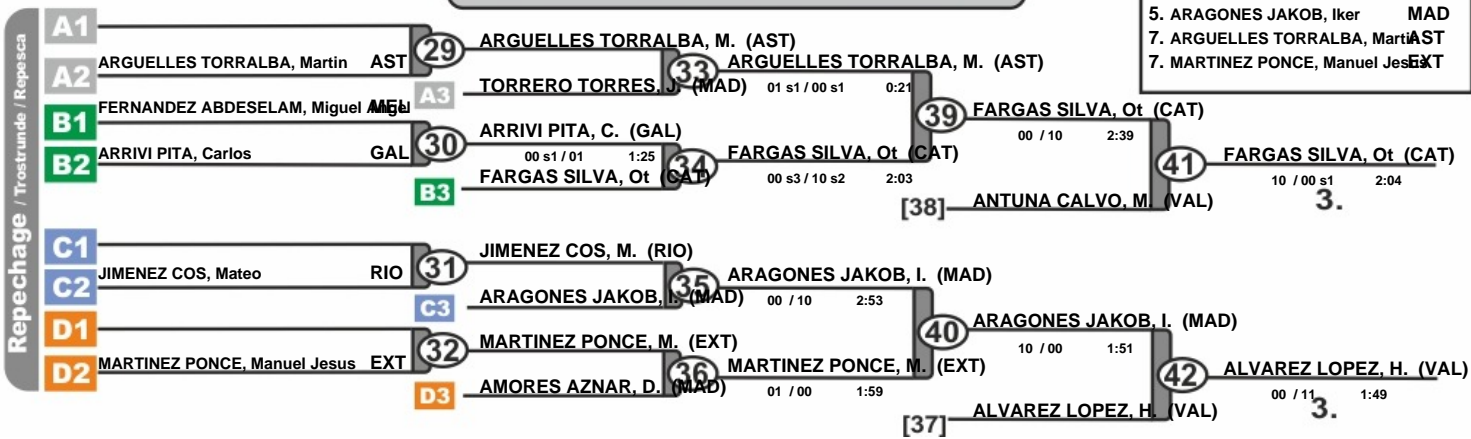 5. ARAGONES JAKOB, Iker MAD
7. ARGUELLES TORRALBA, Martin AST
7. MARTINEZ PONCE, Manuel Jesus EXT
Repechage / Trostrunde / Repesca
A1
A2 ARGUELLES TORRALBA, Martin AST
29
ARGUELLES TORRALBA, M. (AST)
A3 TORRERO TORRES, J. (MAD)
33
ARGUELLES TORRALBA, M. (AST)
01 s1 / 00 s1 0:21
B1 FERNANDEZ ABDESELAM, Miguel Angel MEL
B2 ARRIVI PITA, Carlos GAL
30
ARRIVI PITA, C. (GAL)
00 s1 / 01 1:25
B3 FARGAS SILVA, Ot (CAT)
34
FARGAS SILVA, Ot (CAT)
00 s3 / 10 s2 2:03
39
FARGAS SILVA, Ot (CAT)
00 / 10 2:39
[38] ANTUNA CALVO, M. (VAL)
41
FARGAS SILVA, Ot (CAT)
10 / 00 s1 2:04
3.
C1
C2 JIMENEZ COS, Mateo RIO
31
JIMENEZ COS, M. (RIO)
C3 ARAGONES JAKOB, I. (MAD)
35
ARAGONES JAKOB, I. (MAD)
00 / 10 2:53
D1
D2 MARTINEZ PONCE, Manuel Jesus EXT
32
MARTINEZ PONCE, M. (EXT)
D3 AMORES AZNAR, D. (MAD)
36
MARTINEZ PONCE, M. (EXT)
01 / 00 1:59
40
ARAGONES JAKOB, I. (MAD)
10 / 00 1:51
[37] ALVAREZ LOPEZ, H. (VAL)
42
ALVAREZ LOPEZ, H. (VAL)
00 / 11 1:49
3.